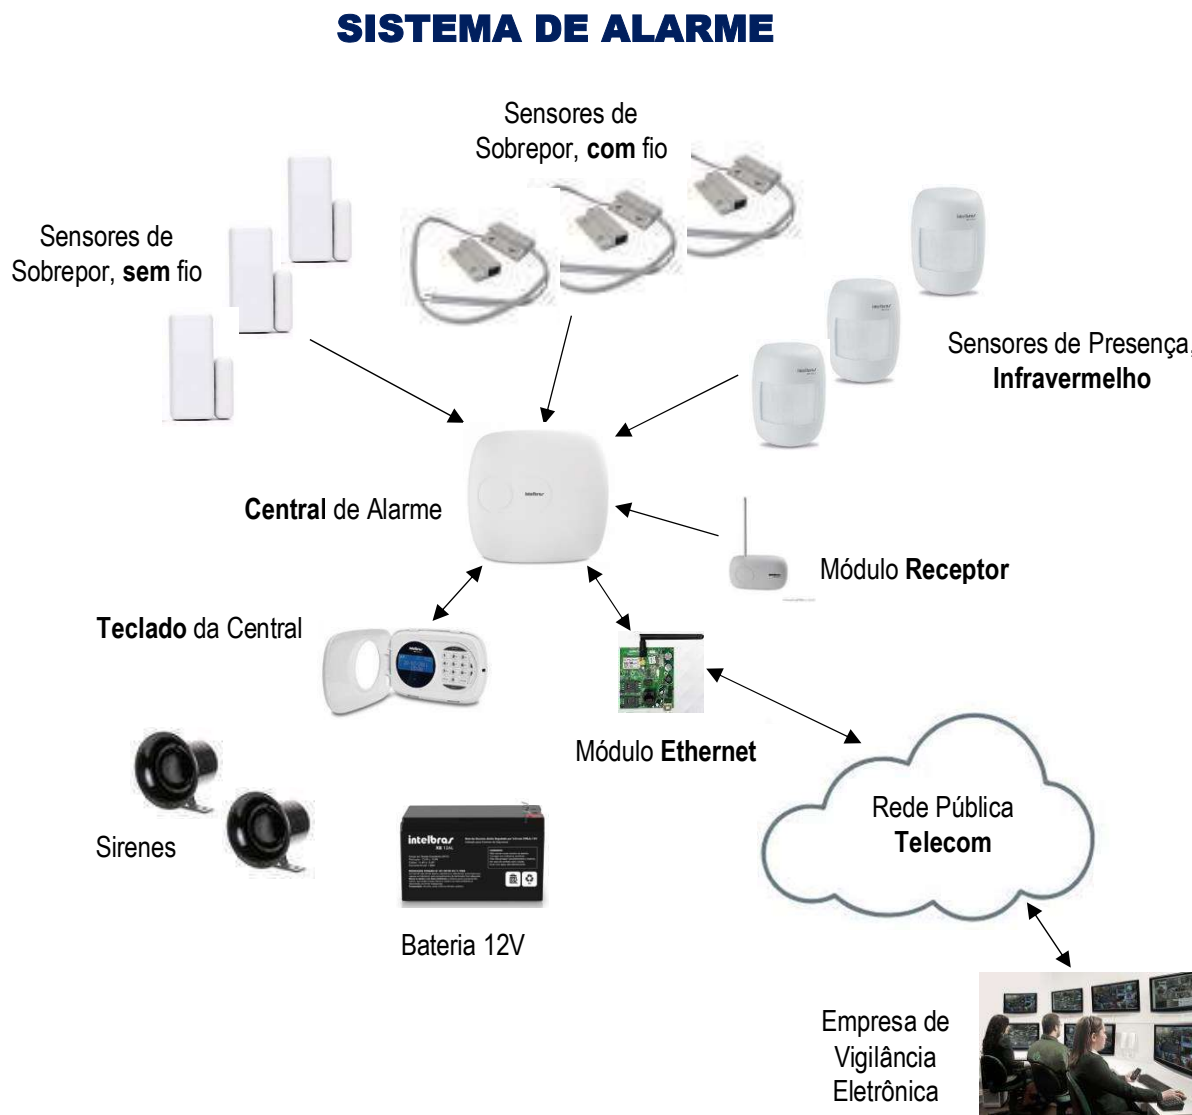 SISTEMA DE ALARME
Sensores de
Sobrepor, com fio
Sensores de
Sobrepor, sem fio
Sensores de Presença,
Infravermelho
intelbras
Central de Alarme
Módulo Receptor
Teclado da Central
Módulo Ethernet
Sirenes
intelbras
Bateria 12V
Rede Pública
Telecom
Empresa de
Vigilância
Eletrônica